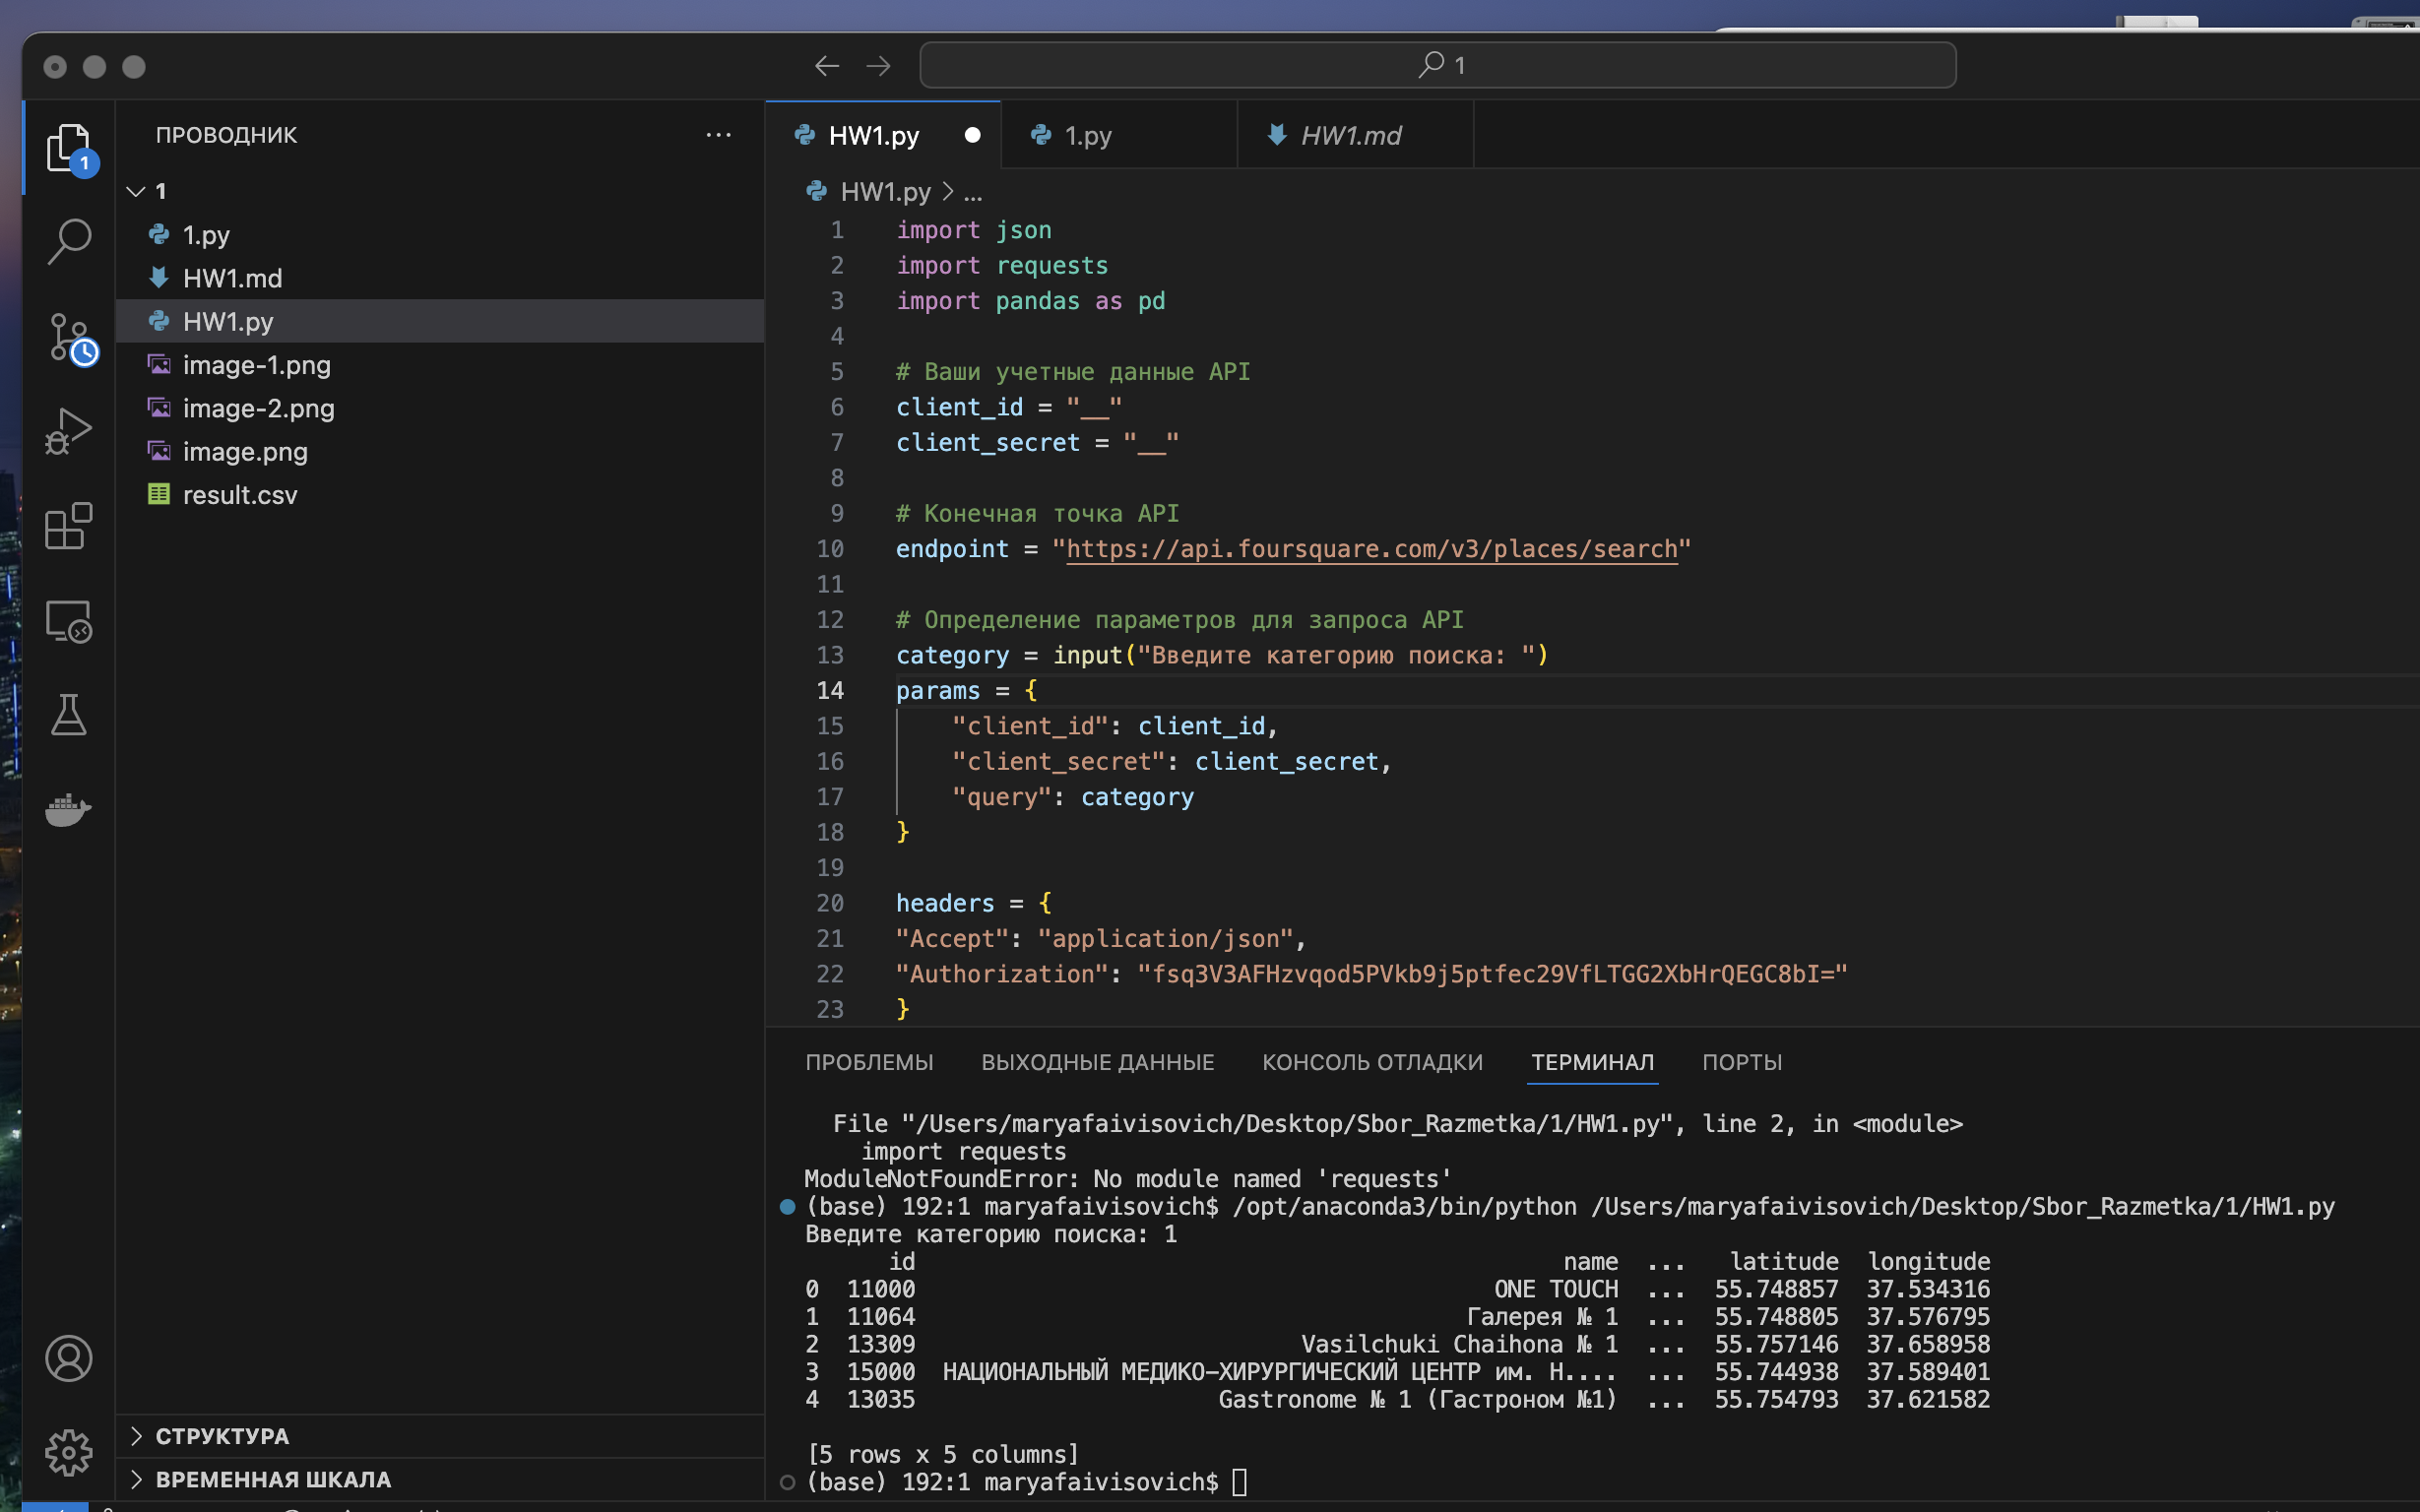 1
ПРОВОДНИК
1
1
1.py
HW1.md
HW1.py
image-1.png
image-2.png
image.png
result.csv
СТРУКТУРА
ВРЕМЕННАЯ ШКАЛА
HW1.py 1.py HW1.md
HW1.py > ...
1 import json
2 import requests
3 import pandas as pd
4
5 # Ваши учетные данные API
6 client_id = "__"
7 client_secret = "__"
8
9 # Конечная точка API
10 endpoint = "https://api.foursquare.com/v3/places/search"
11
12 # Определение параметров для запроса API
13 category = input("Введите категорию поиска: ")
14 params = {
15 "client_id": client_id,
16 "client_secret": client_secret,
17 "query": category
18 }
19
20 headers = {
21 "Accept": "application/json",
22 "Authorization": "fsq3V3AFHzvqod5PVkb9j5ptfec29VfLTGG2XbHrQEGC8bI="
23 }
ПРОБЛЕМЫ ВЫХОДНЫЕ ДАННЫЕ КОНСОЛЬ ОТЛАДКИ ТЕРМИНАЛ ПОРТЫ
File "/Users/maryafaivisovich/Desktop/Sbor_Razmetka/1/HW1.py", line 2, in <module>
import requests
ModuleNotFoundError: No module named 'requests'
(base) 192:1 maryafaivisovich$ /opt/anaconda3/bin/python /Users/maryafaivisovich/Desktop/Sbor_Razmetka/1/HW1.py
Введите категорию поиска: 1
id name ... latitude longitude
0 11000 ONE TOUCH ... 55.748857 37.534316
1 11064 Галерея № 1 ... 55.748805 37.576795
2 13309 Vasilchuki Chaihona № 1 ... 55.757146 37.658958
3 15000 НАЦИОНАЛЬНЫЙ МЕДИКО-ХИРУРГИЧЕСКИЙ ЦЕНТР им. Н.... ... 55.744938 37.589401
4 13035 Gastronome № 1 (Гастроном №1) ... 55.754793 37.621582
[5 rows x 5 columns]
(base) 192:1 maryafaivisovich$